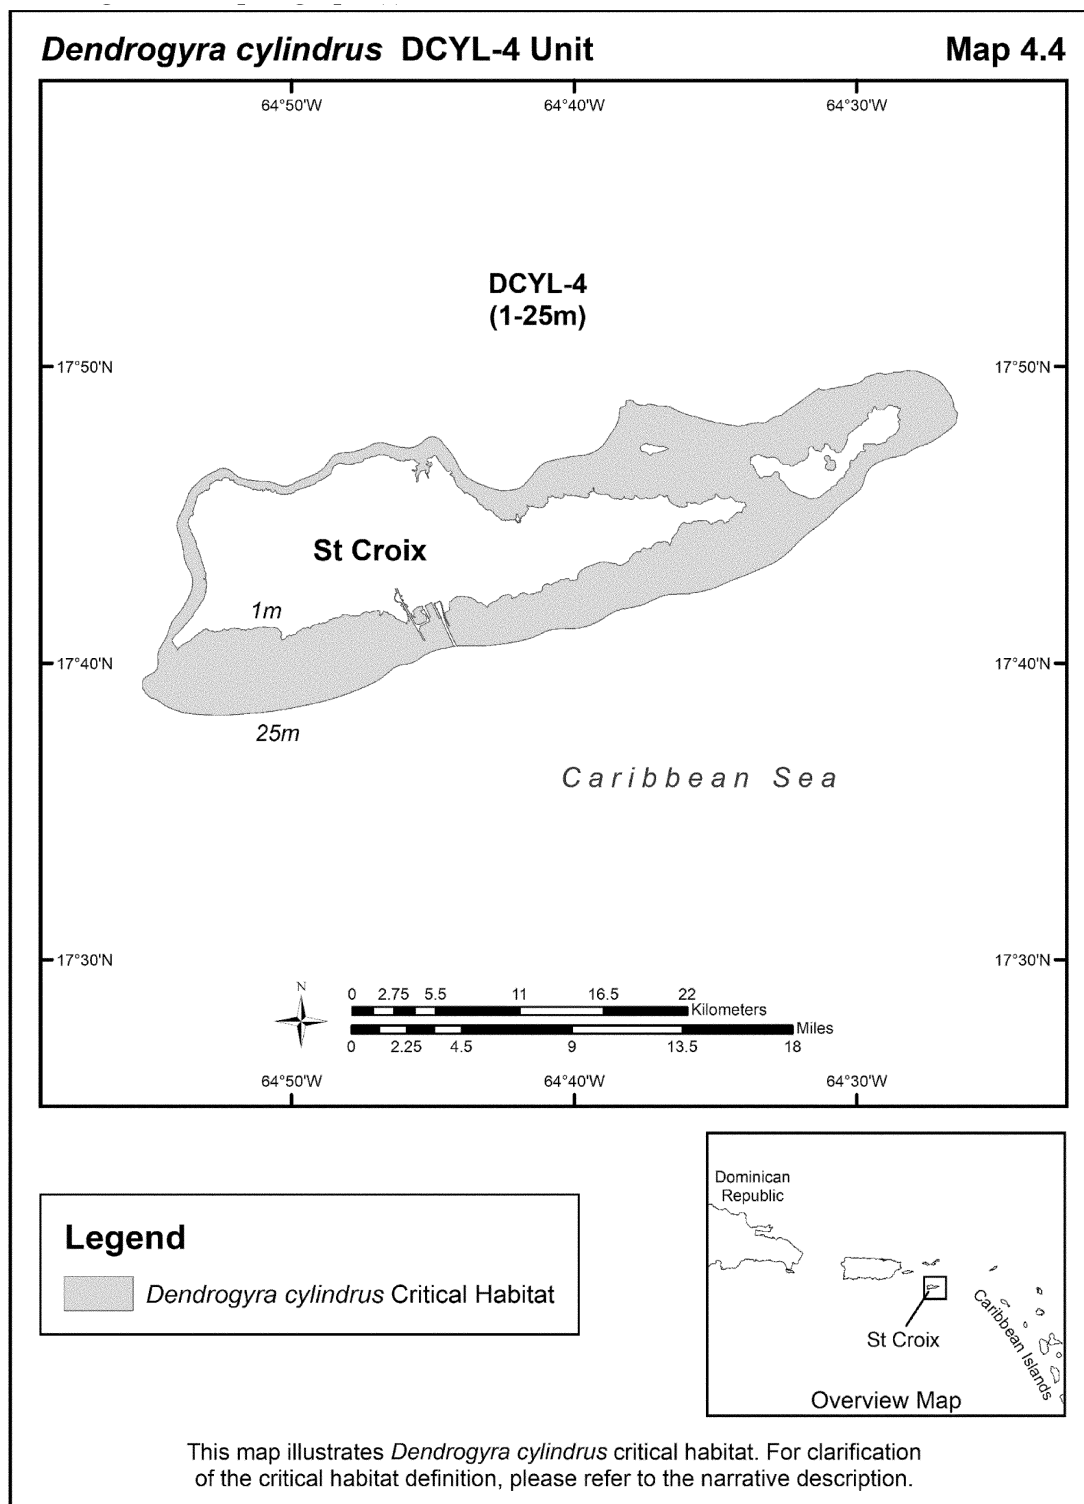 Dendrogyra cylindrus DCYL-4 Unit
Map 4.4
64°50'W 64°40'W 64°30'W
DCYL-4
(1-25m)
17°50'N 17°50'N
St Croix
1m
17°40'N 17°40'N
25m
Caribbean Sea
17°30'N 17°30'N
N
0 2.75 5.5 11 16.5 22
Kilometers
Miles
0 2.25 4.5 9 13.5 18
64°50'W 64°40'W 64°30'W
Legend
Dendrogyra cylindrus Critical Habitat
Dominican
Republic
St Croix
Caribbean Islands
Overview Map
This map illustrates Dendrogyra cylindrus critical habitat. For clarification
of the critical habitat definition, please refer to the narrative description.